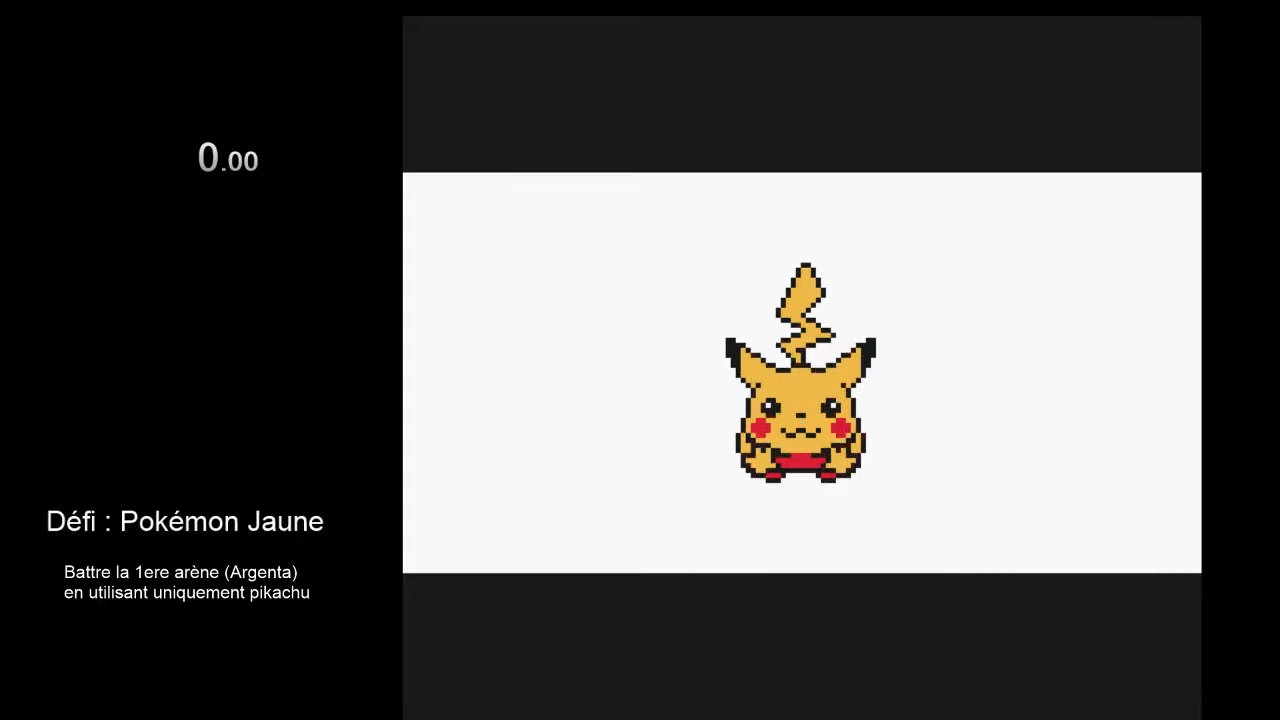 0.00
Défi : Pokémon Jaune
Battre la 1ere arène (Argenta)
en utilisant uniquement pikachu